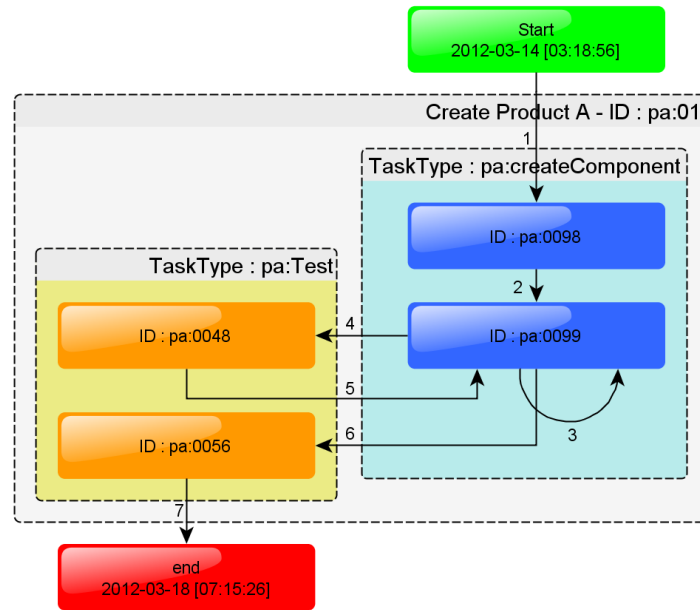 Start
2012-03-14 [03:18:56]
Create Product A - ID : pa:01
1
TaskType : pa:createComponent
ID : pa:0098
TaskType : pa:Test
2
ID : pa:0048
4
ID : pa:0099
5
3
6
ID : pa:0056
7
end
2012-03-18 [07:15:26]